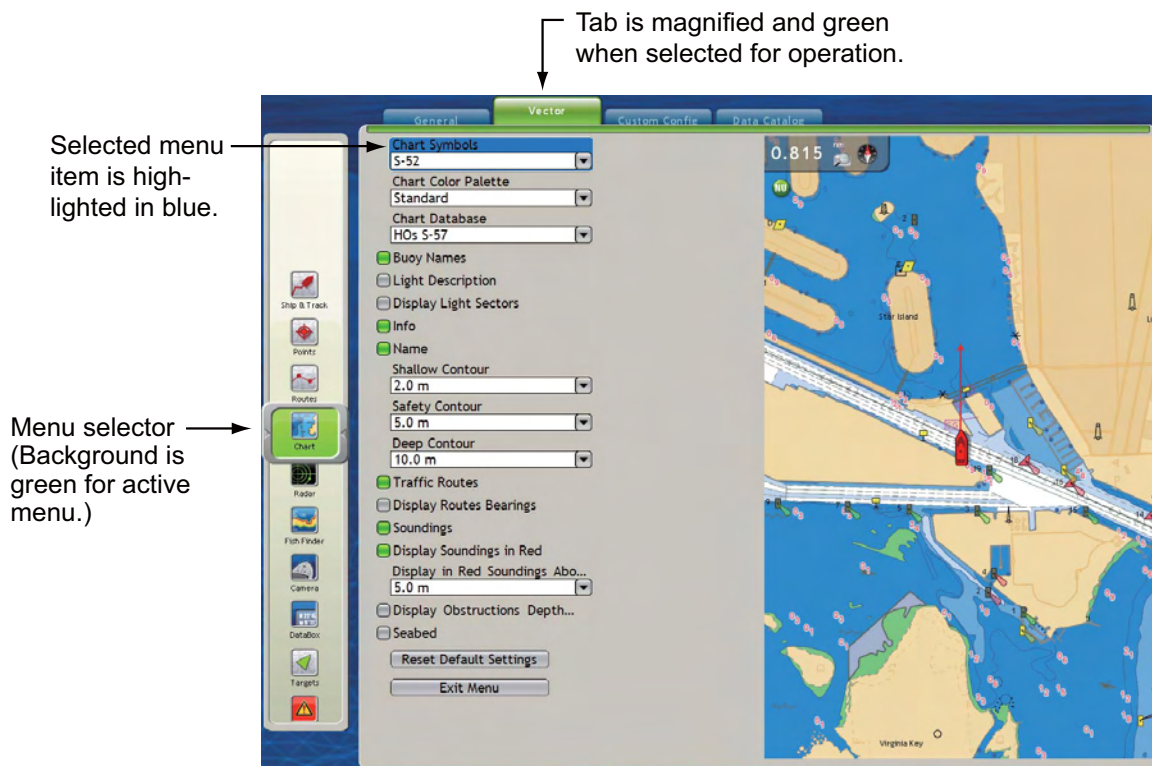 Tab is magnified and green
when selected for operation.
Selected menu
item is high-
lighted in blue.
Menu selector
(Background is
green for active
menu.)
General
Vector
Custom Config
Data Catalog
Ship & Track
Points
Routes
Chart
Radar
Fish Finder
Camera
DataBox
Targets
Chart Symbols
S-52
Chart Color Palette
Standard
Chart Database
HOs S-57
Buoy Names
Light Description
Display Light Sectors
Info
Name
Shallow Contour
2.0 m
Safety Contour
5.0 m
Deep Contour
10.0 m
Traffic Routes
Display Routes Bearings
Soundings
Display Soundings in Red
Display in Red Soundings Abo...
5.0 m
Display Obstructions Depth...
Seabed
Reset Default Settings
Exit Menu
0.815 nm
NU
Star Island
Virginia Key